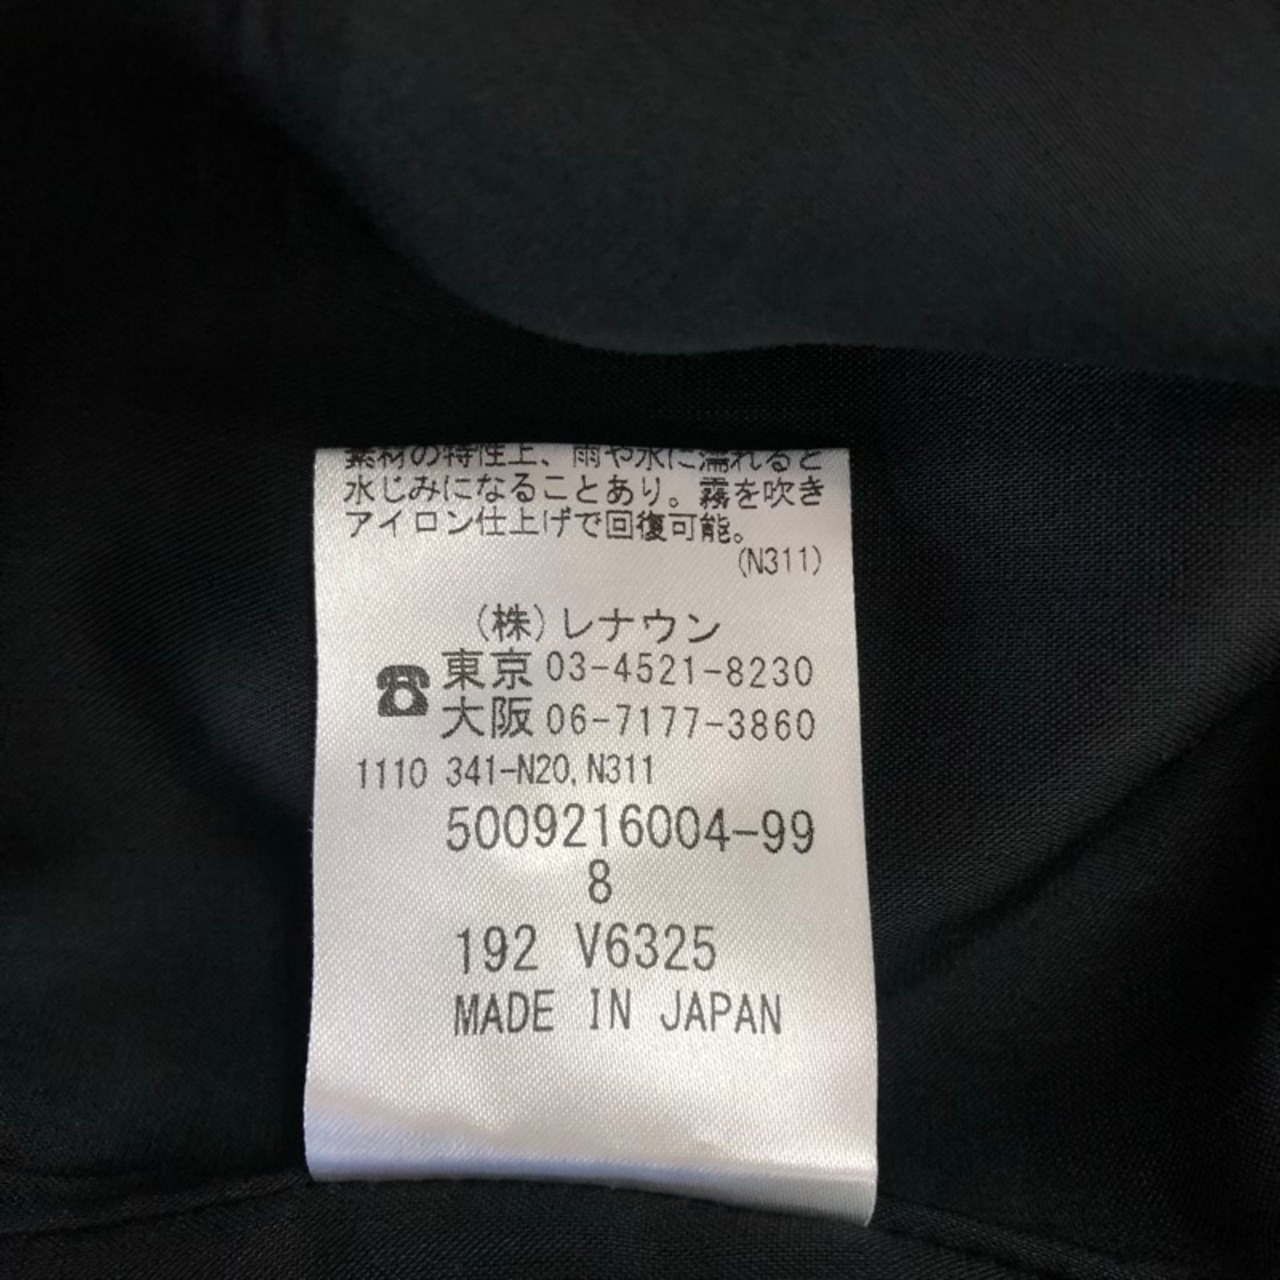 素材の特性上、雨や水に濡れると
水じみになることあり。霧を吹き
アイロン仕上げで回復可能。
(N311)
(株)レナウン
東京 03-4521-8230
大阪 06-7177-3860
1110 341-N20,N311
5009216004-99
8
192 V6325
MADE IN JAPAN